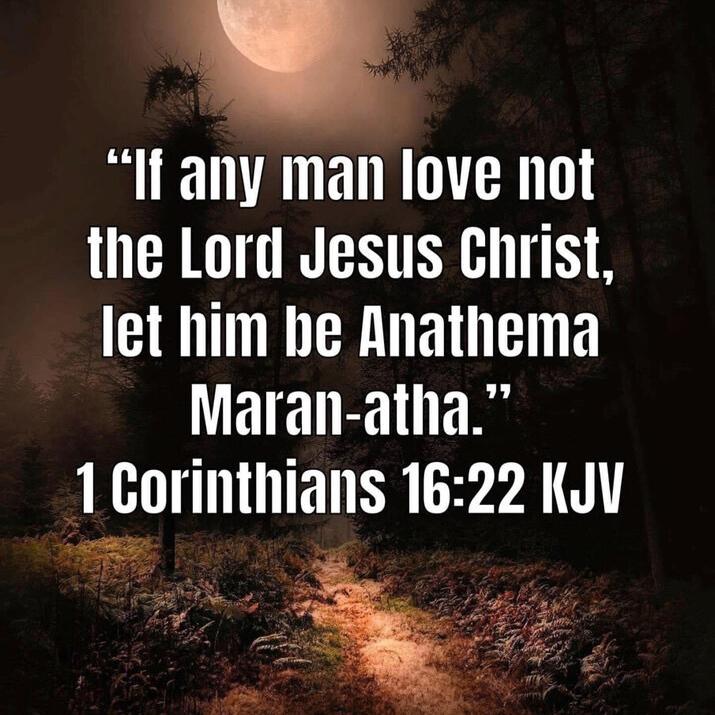 “If any man love not
the Lord Jesus Christ,
let him be Anathema
Maran-atha.”
1 Corinthians 16:22 KJV